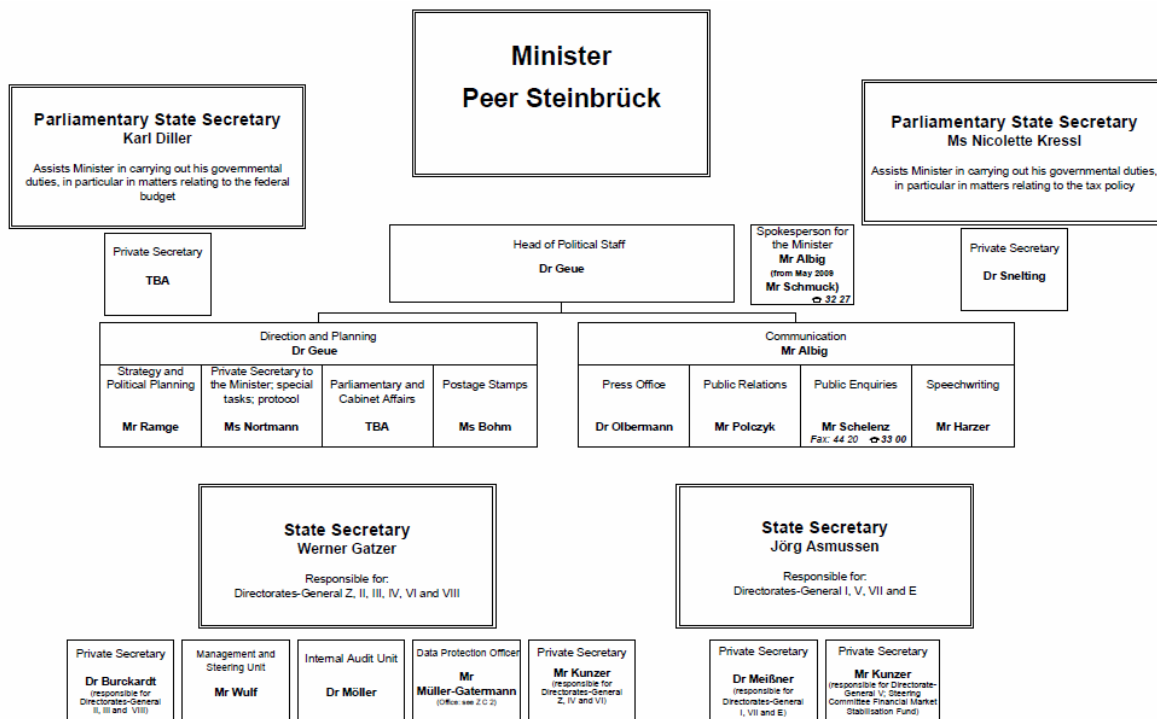 Minister
Peer Steinbrück
Parliamentary State Secretary
Karl Diller
Assists Minister in carrying out his governmental
duties, in particular in matters relating to the federal
budget
Parliamentary State Secretary
Ms Nicolette Kressl
Assists Minister in carrying out his governmental duties,
in particular in matters relating to the tax policy
Private Secretary
TBA
Head of Political Staff
Dr Geue
Spokesperson for
the Minister
Mr Albig
(from May 2009
Mr Schmuck)
☎ 32 27
Private Secretary
Dr Snelting
Direction and Planning
Dr Geue
Strategy and
Political Planning
Mr Ramge
Private Secretary to
the Minister; special
tasks; protocol
Ms Nortmann
Parliamentary and
Cabinet Affairs
TBA
Postage Stamps
Ms Bohm
Communication
Mr Albig
Press Office
Dr Olbermann
Public Relations
Mr Polczyk
Public Enquiries
Mr Schelenz
Fax: 44 20 ☎ 33 00
Speechwriting
Mr Harzer
State Secretary
Werner Gatzer
Responsible for:
Directorates-General Z, II, III, IV, VI and VIII
State Secretary
Jörg Asmussen
Responsible for:
Directorates-General I, V, VII and E
Private Secretary
Dr Burckardt
(responsible for
Directorates-General
II, III and VIII)
Management and
Steering Unit
Mr Wulf
Internal Audit Unit
Dr Möller
Data Protection Officer
Mr
Müller-Gatermann
(Office: see Z C 2)
Private Secretary
Mr Kunzer
(responsible for
Directorates-General
Z, IV and VI)
Private Secretary
Dr Meißner
(responsible for
Directorates-General
I, VII and E)
Private Secretary
Mr Kunzer
(responsible for Directorate-
General V; Steering
Committee Financial Market
Stabilisation Fund)